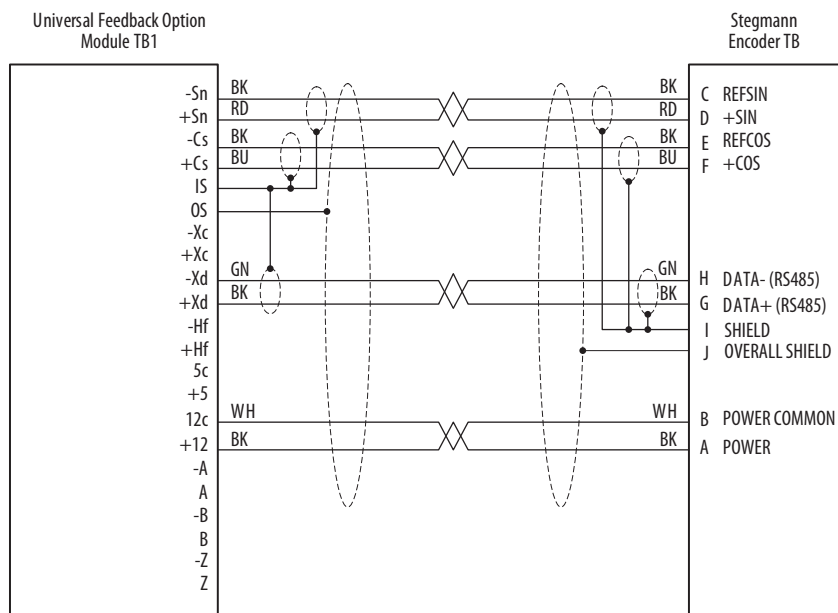 Universal Feedback Option
Module TB1
Stegmann
Encoder TB
-Sn BK BK C REFSIN
+Sn RD RD D +SIN
-Cs BK BK E REFCOS
+Cs BU BU F +COS
IS
OS
-Xc
+Xc
-Xd GN GN H DATA- (RS485)
+Xd BK BK G DATA+ (RS485)
-Hf I SHIELD
+Hf J OVERALL SHIELD
5c
+5
12c WH WH B POWER COMMON
+12 BK BK A POWER
-A
A
-B
B
-Z
Z